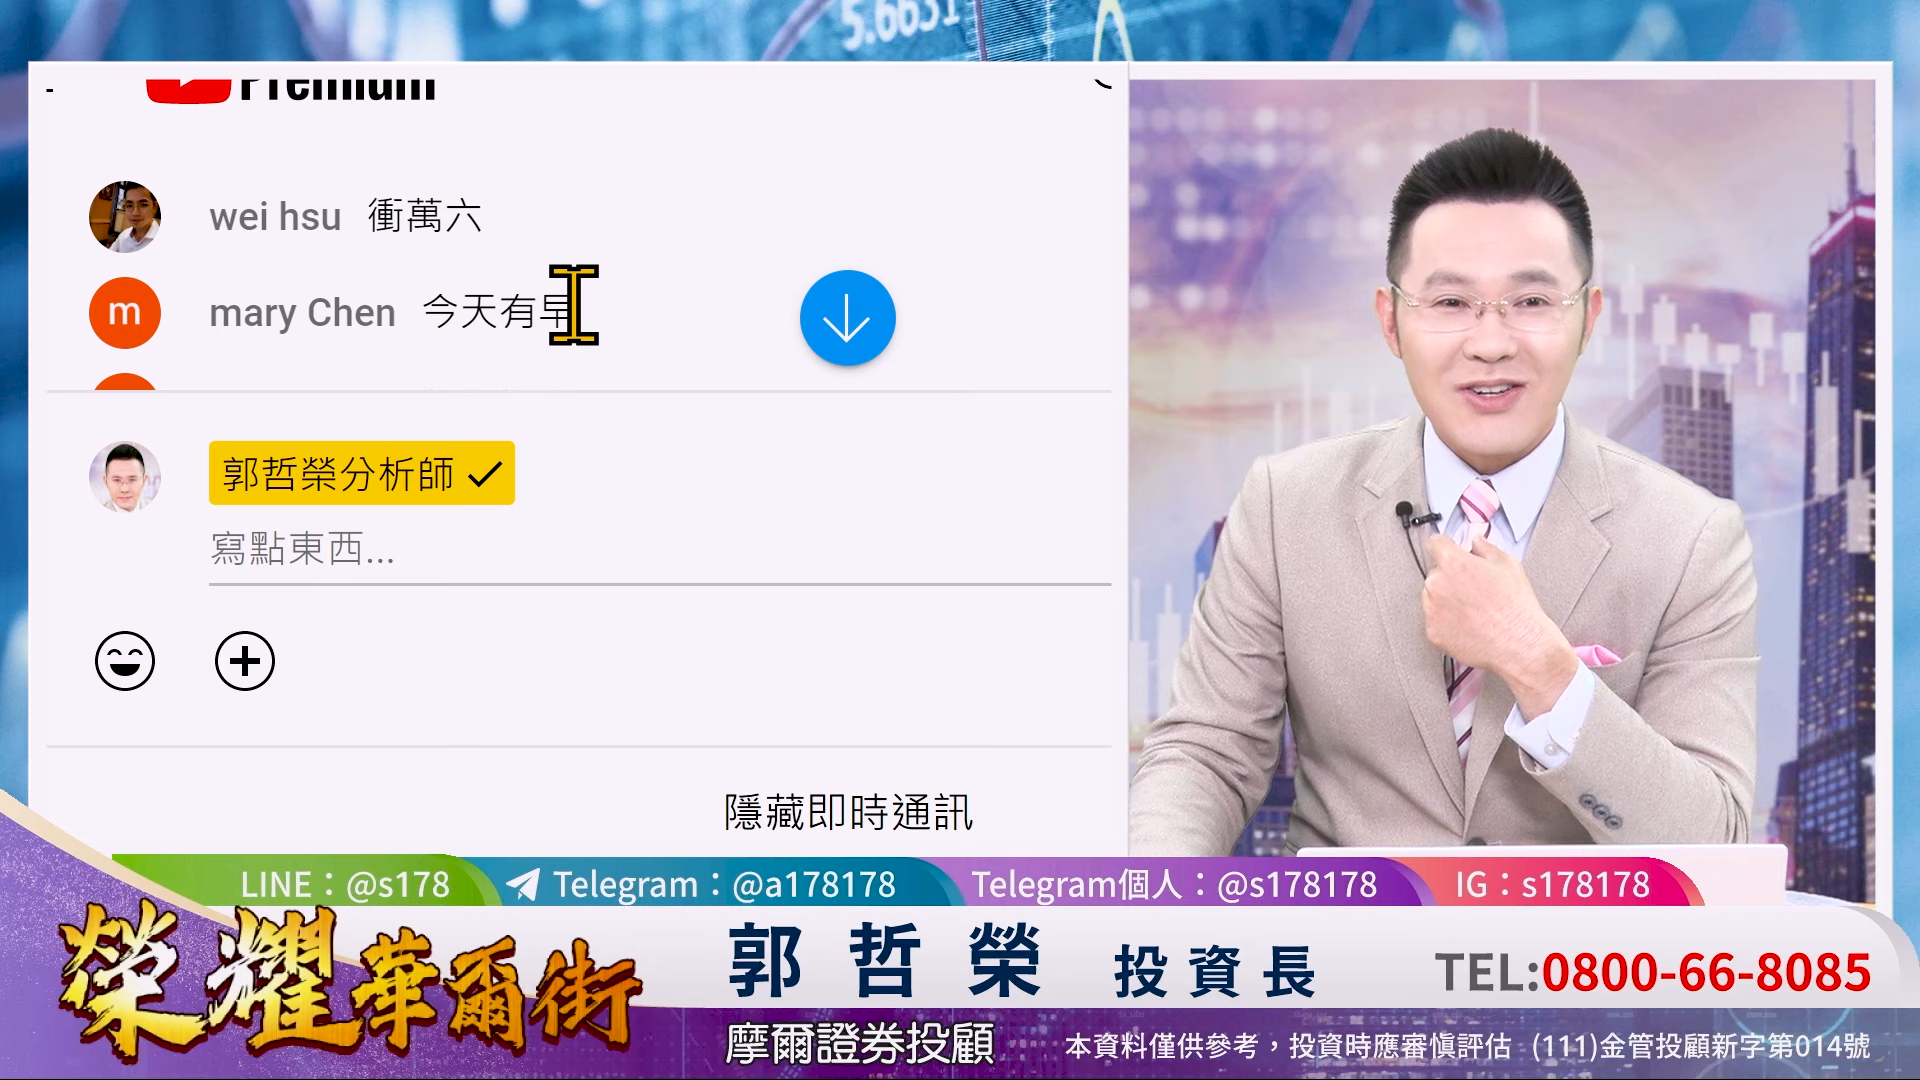 5.6631
Premium
wei hsu 衝萬六
m
mary Chen 今天有早
郭哲榮分析師
寫點東西...
隱藏即時通訊
LINE：@s178
Telegram：@a178178
Telegram個人：@s178178
IG：s178178
榮耀華爾街
郭哲榮 投資長
TEL:0800-66-8085
摩爾證券投顧
本資料僅供參考，投資時應審慎評估 (111)金管投顧新字第014號